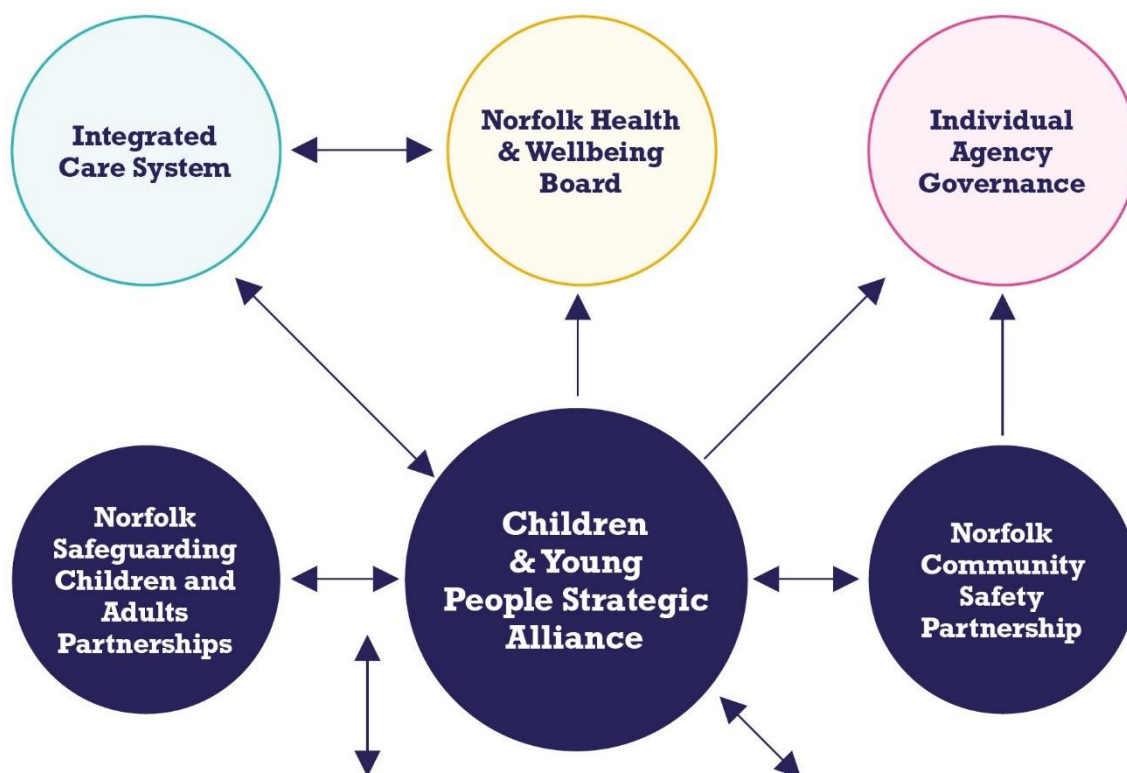 Integrated
Care System
Norfolk Health
& Wellbeing
Board
Individual
Agency
Governance
Norfolk
Safeguarding
Children and
Adults
Partnerships
Children
& Young
People Strategic
Alliance
Norfolk
Community
Safety
Partnership